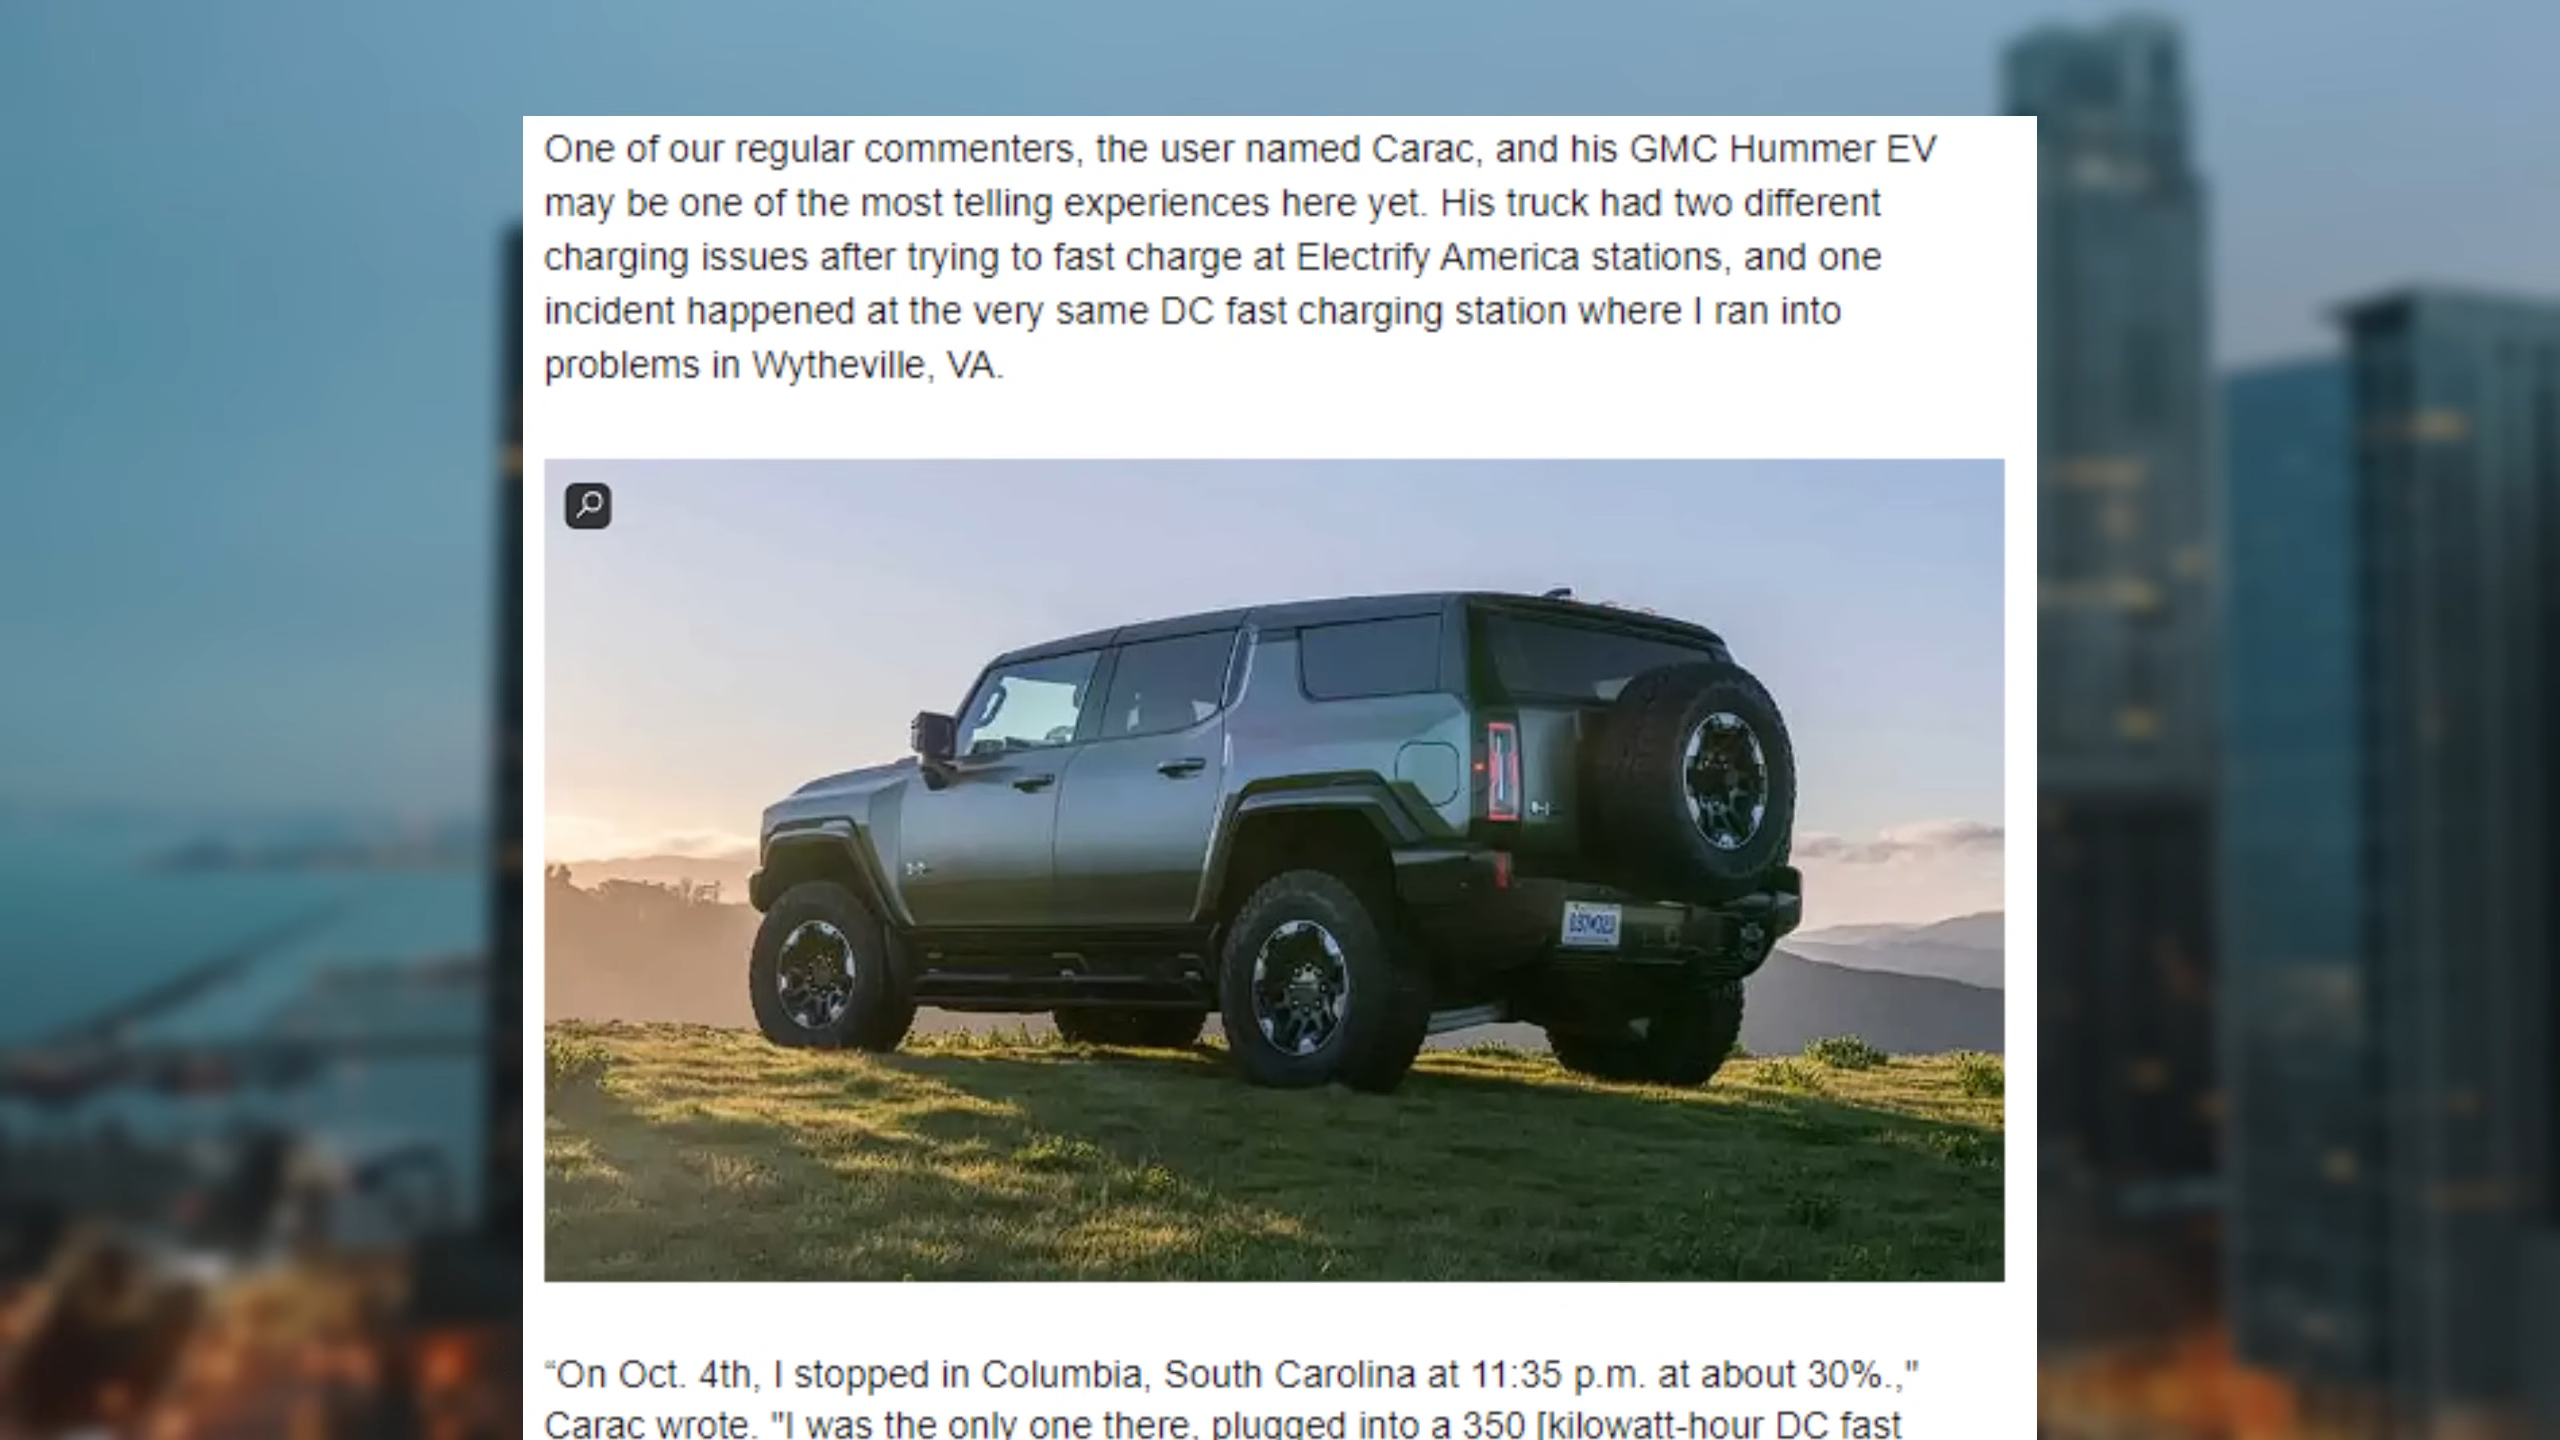 One of our regular commenters, the user named Carac, and his GMC Hummer EV
may be one of the most telling experiences here yet. His truck had two different
charging issues after trying to fast charge at Electrify America stations, and one
incident happened at the very same DC fast charging station where I ran into
problems in Wytheville, VA.
“On Oct. 4th, I stopped in Columbia, South Carolina at 11:35 p.m. at about 30%.,"
Carac wrote. "I was the only one there, plugged into a 350 [kilowatt-hour DC fast